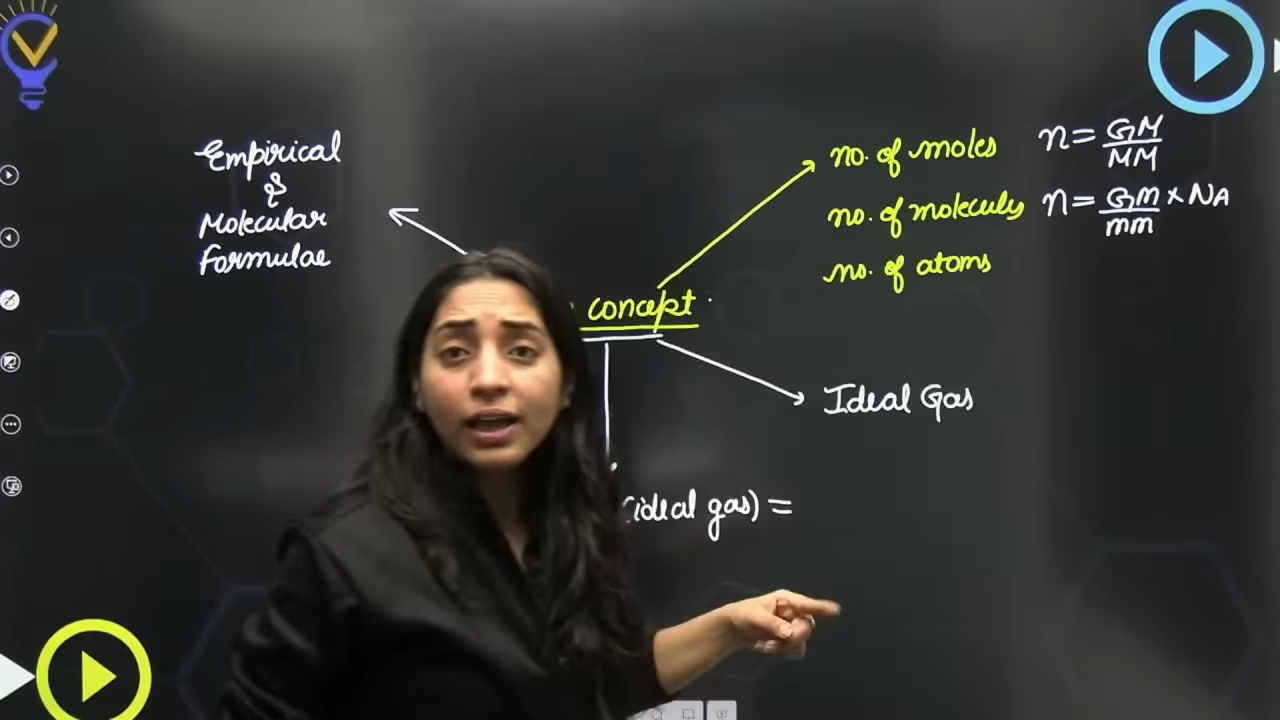 Empirical
&
Molecular
formulae
no. of moles n = GM/MM
no. of moleculs n = GM/mm × NA
no. of atoms
concept
Ideal Gas
(ideal gas) =